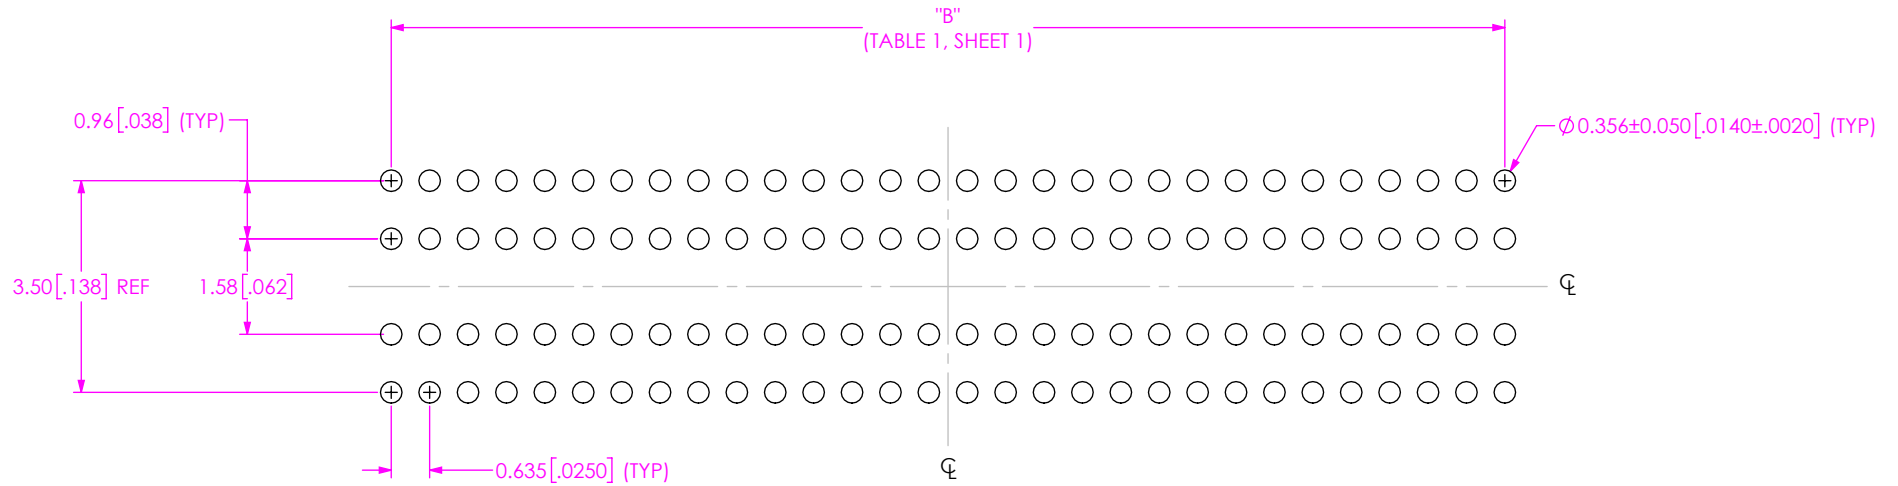 "B"
(TABLE 1, SHEET 1)
0.96[.038] (TYP)
Ø0.356±0.050[.0140±.0020] (TYP)
3.50[.138] REF
1.58[.062]
℄
0.635[.0250] (TYP)
℄